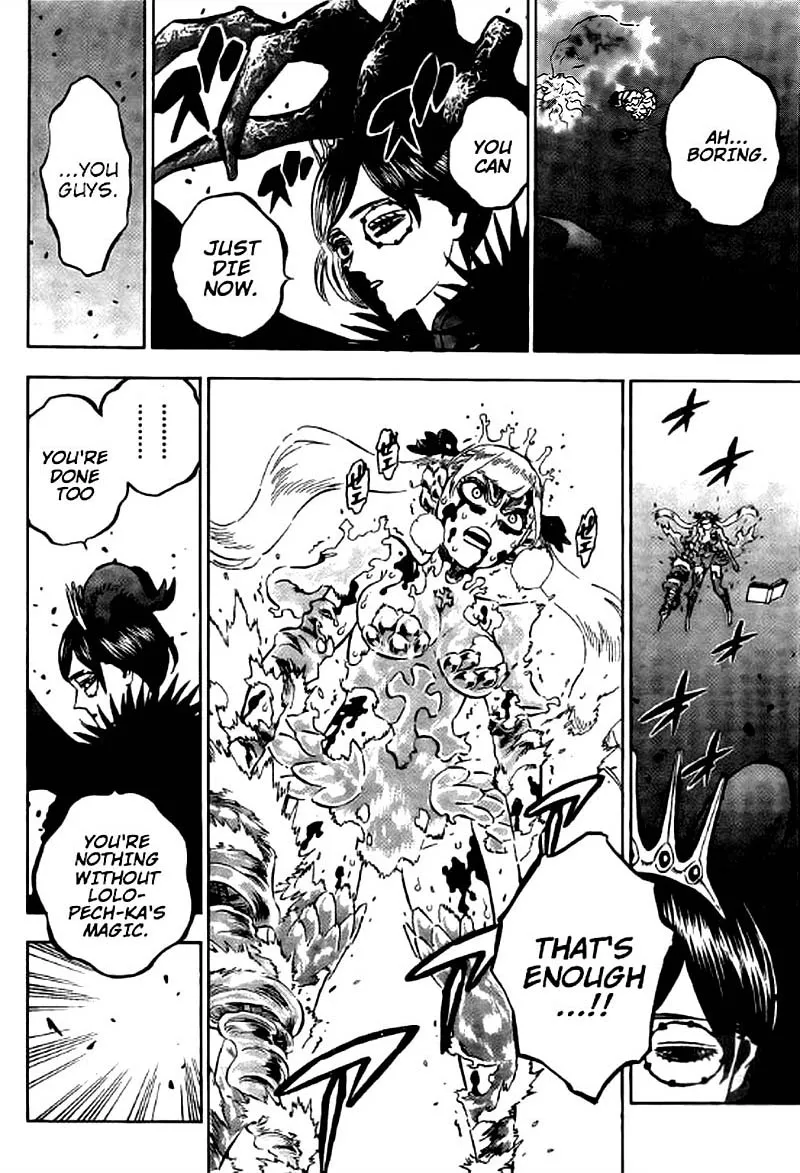 AH...
BORING.
YOU
CAN
JUST
DIE
NOW.
...YOU
GUYS.
THAT'S
ENOUGH
...!!
YOU'RE
DONE
TOO
YOU'RE
NOTHING
WITHOUT
LOLO-
PECH-KA'S
MAGIC.